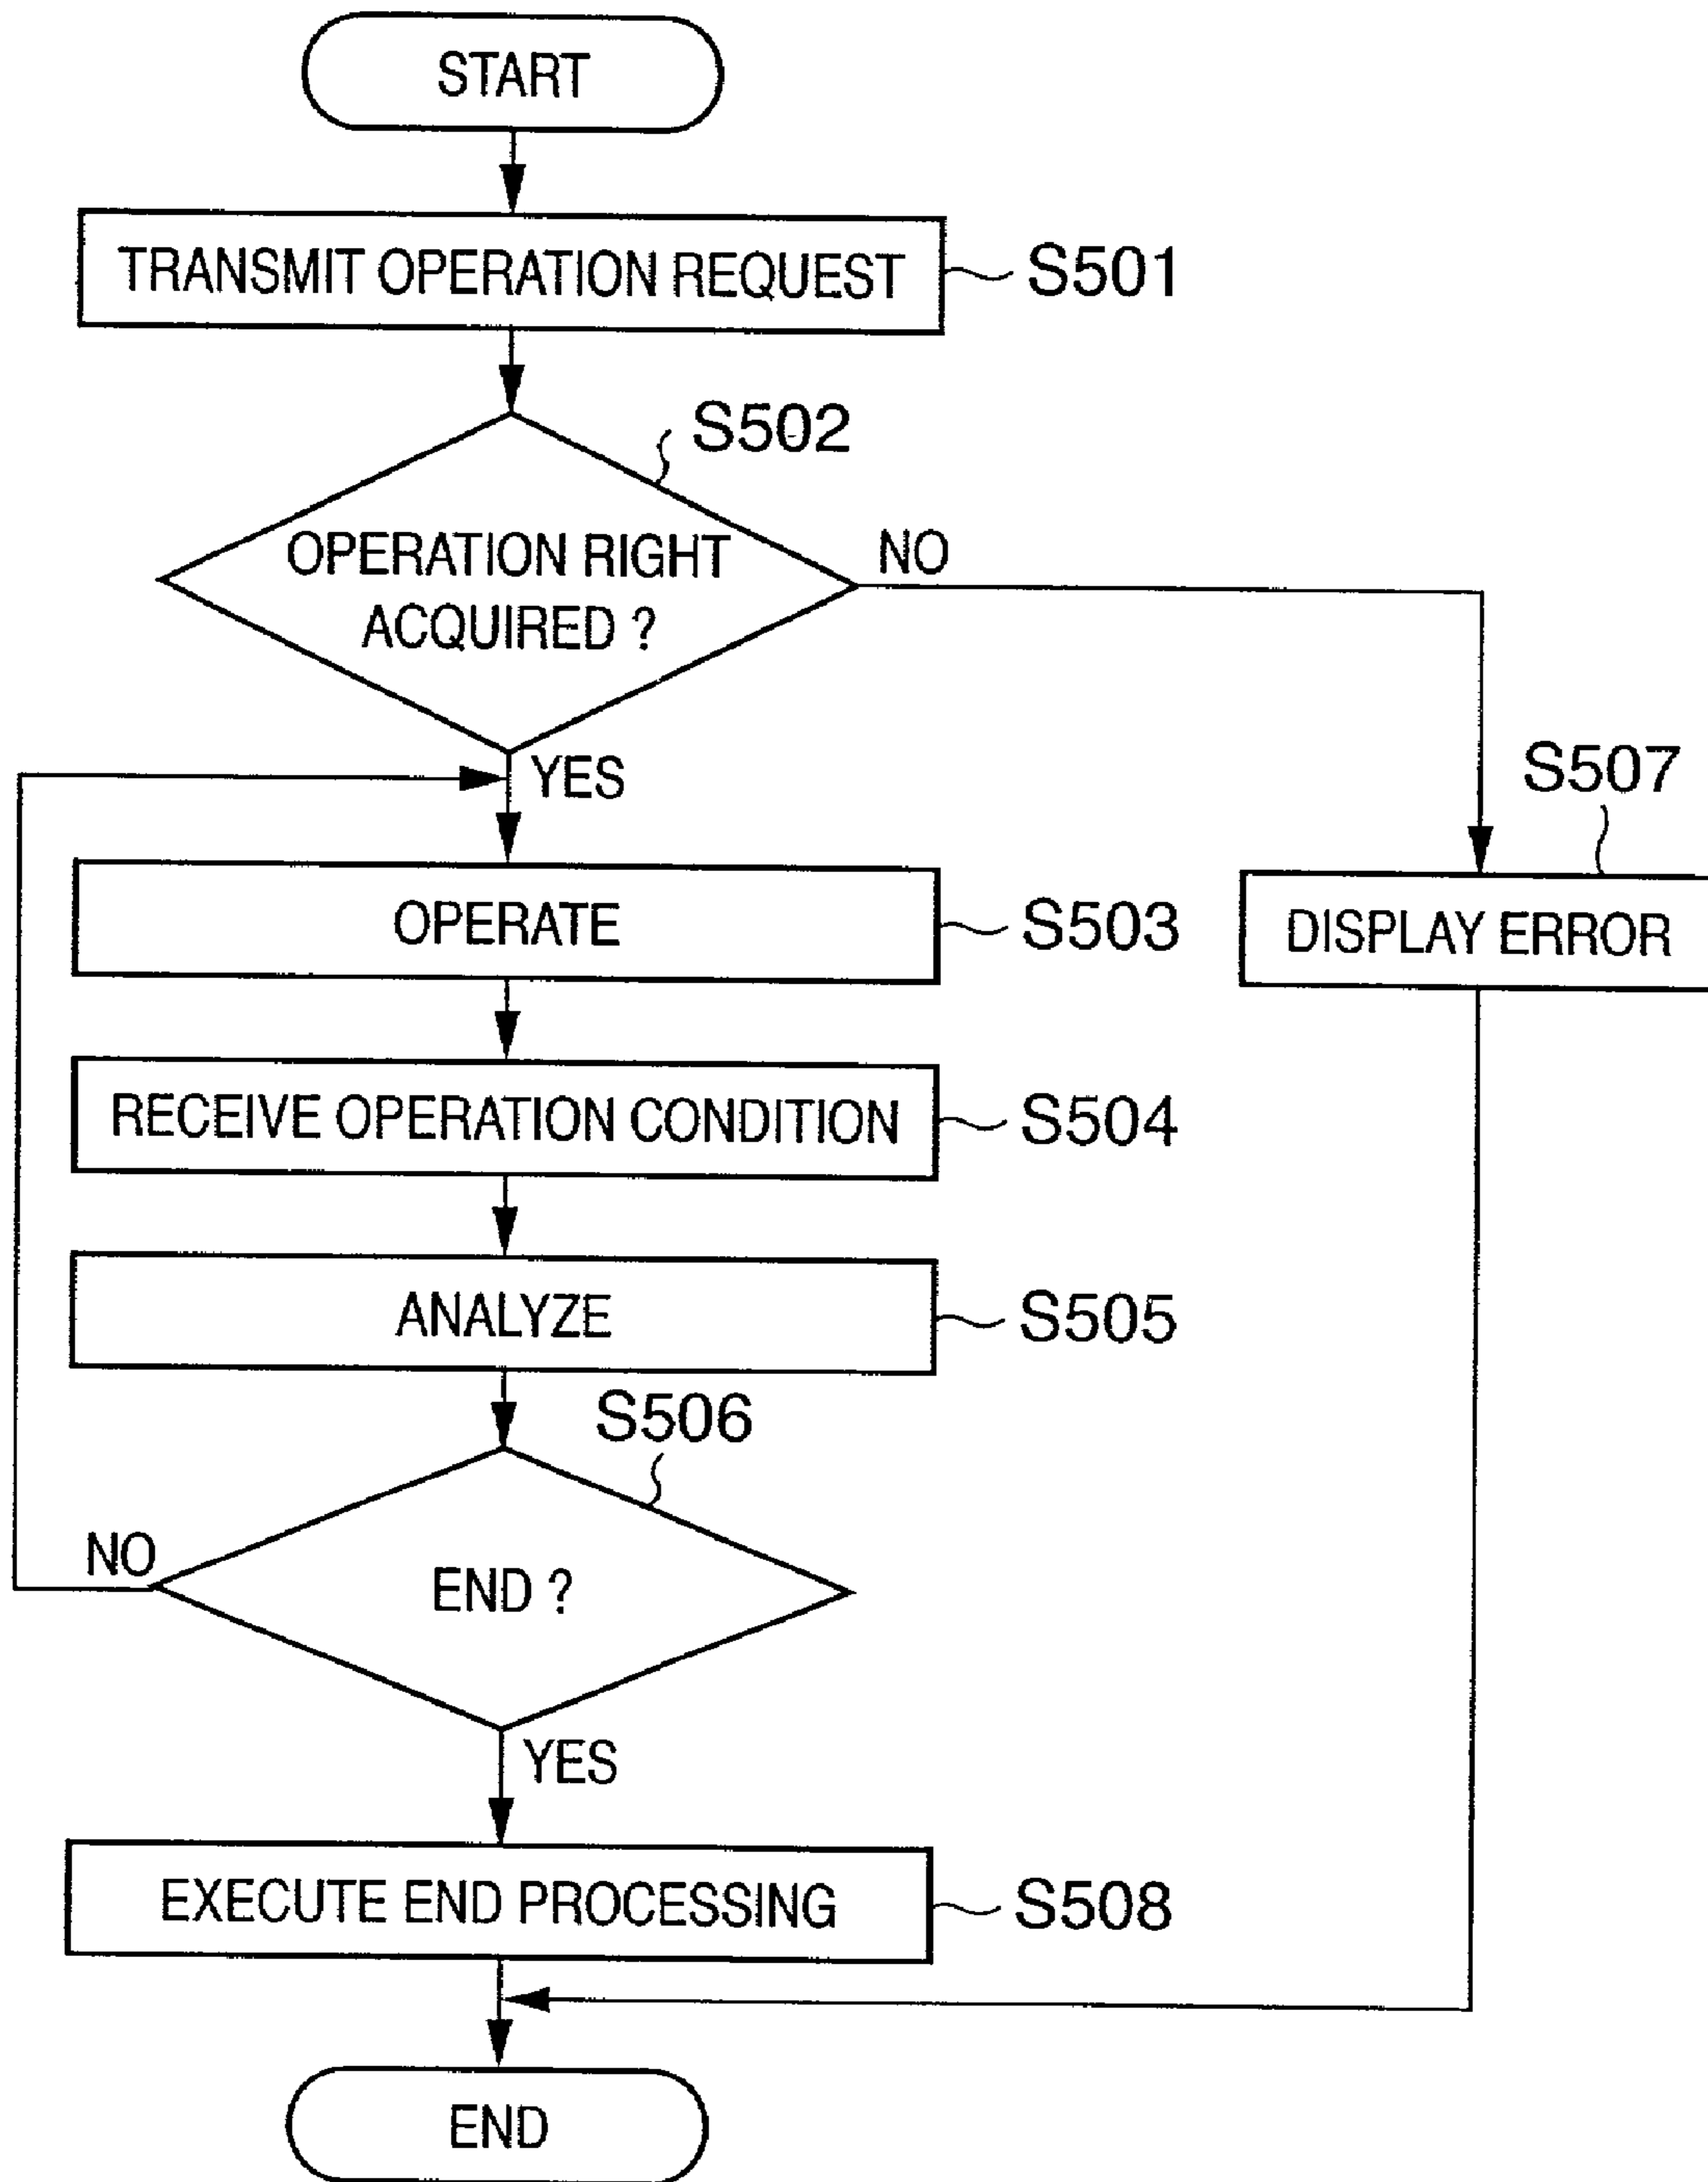 START
TRANSMIT OPERATION REQUEST
S501
S502
OPERATION RIGHT
ACQUIRED ?
NO
YES
S507
OPERATE
S503
DISPLAY ERROR
RECEIVE OPERATION CONDITION
S504
ANALYZE
S505
S506
NO
END ?
YES
EXECUTE END PROCESSING
S508
END